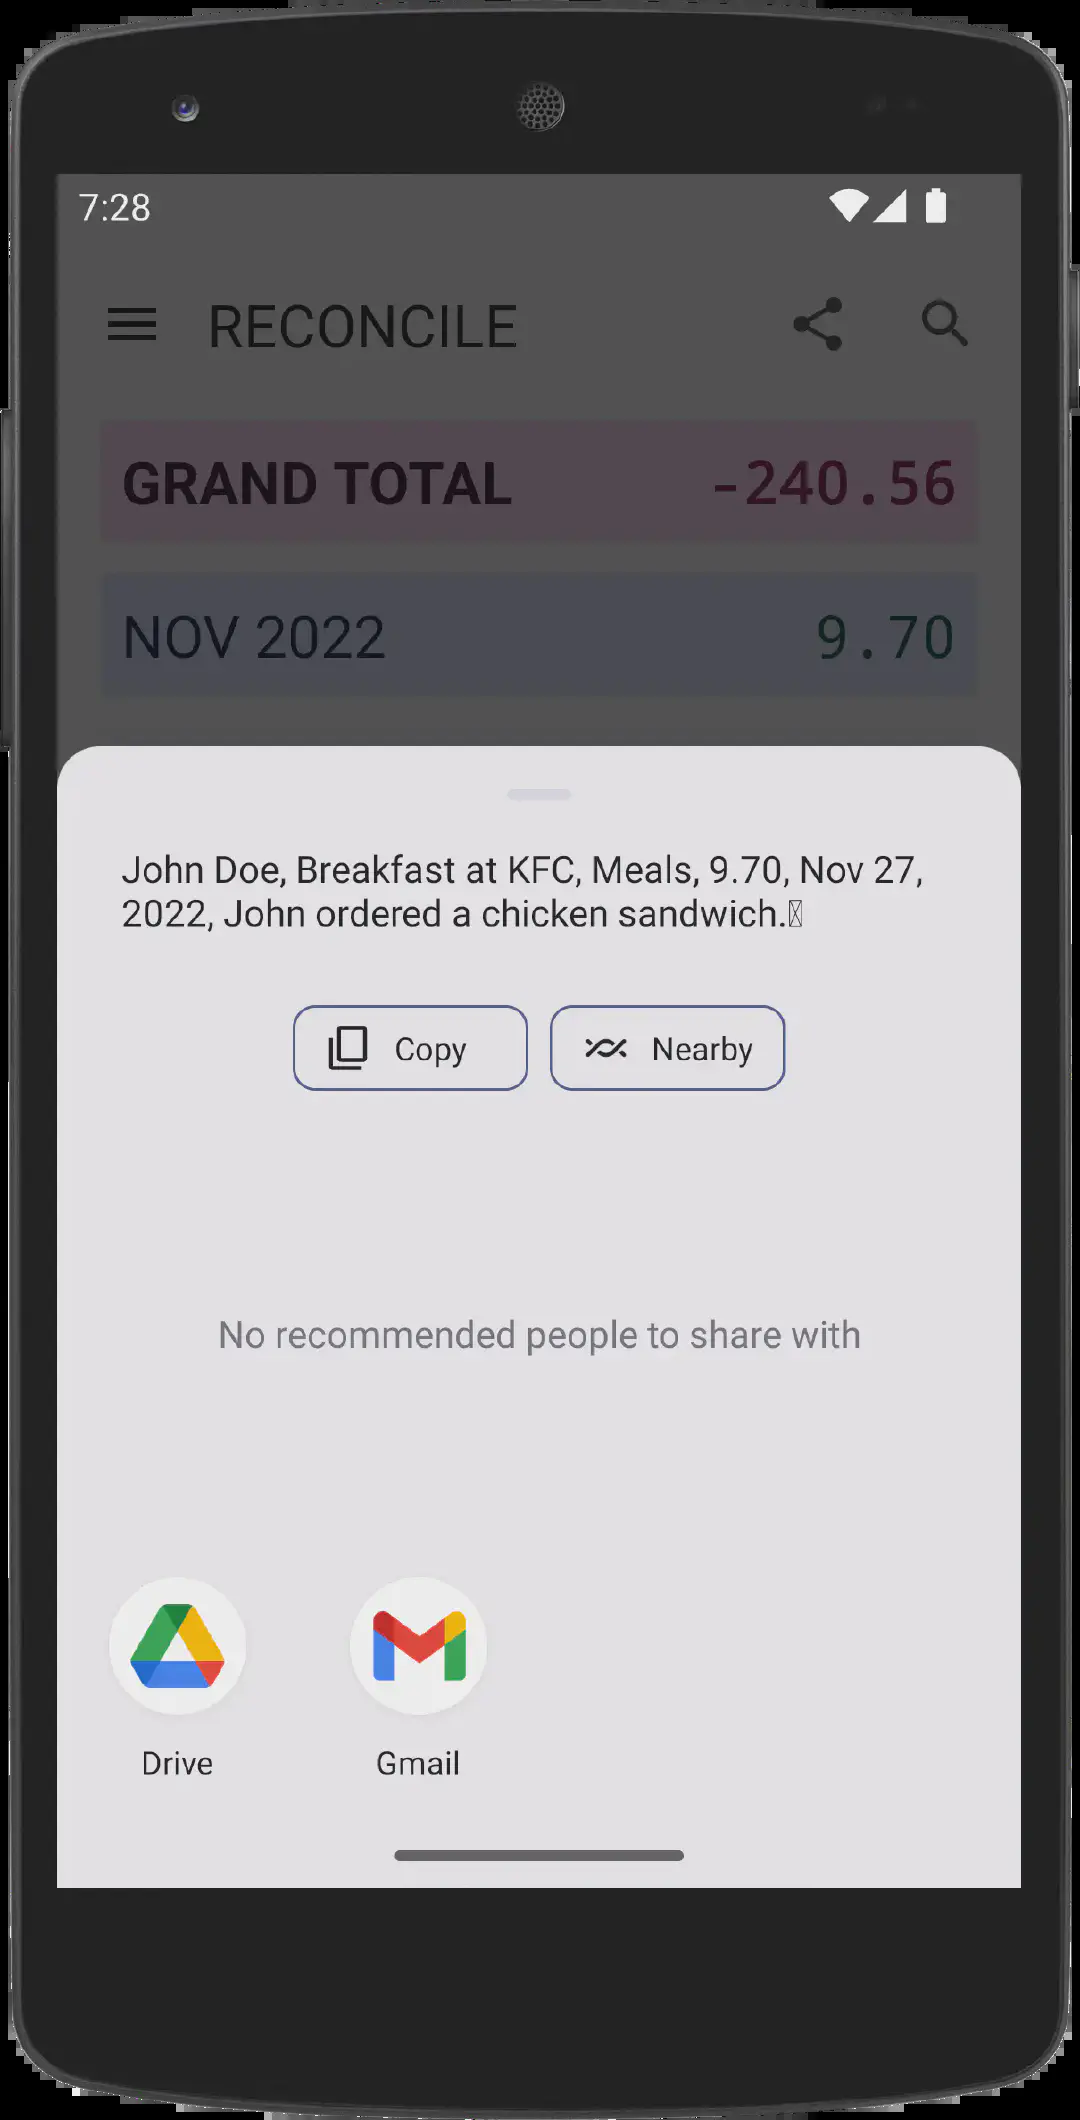 7:28
RECONCILE
GRAND TOTAL -240.56
NOV 2022 9.70
John Doe, Breakfast at KFC, Meals, 9.70, Nov 27,
2022, John ordered a chicken sandwich.
Copy Nearby
No recommended people to share with
Drive Gmail